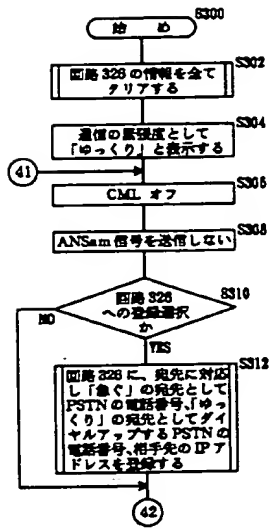 S300
始 め
S302
回路 326 の情報を全て
クリアする
S304
通信の緊張度として
「ゆっくり」と表示する
41
S306
CML オフ
S308
ANSam 信号を送信しない
S310
回路 326
への登録選択
か
NO
YES
S312
回路 326 に、宛先に対応
し「急ぐ」の宛先として
PSTN の電話番号、「ゆっ
くり」の宛先としてダイ
ヤルアップする PSTN の
電話番号、相手先の IP ア
ドレスを登録する
42